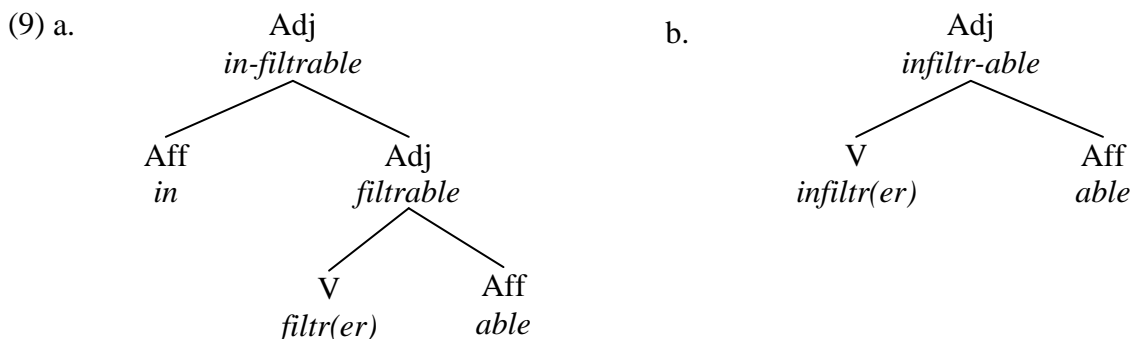 (9) a. Adj b. Adj
in-filtrable infiltr-able
Aff Adj V Aff
in filtrable infiltr(er) able
V Aff
filtr(er) able